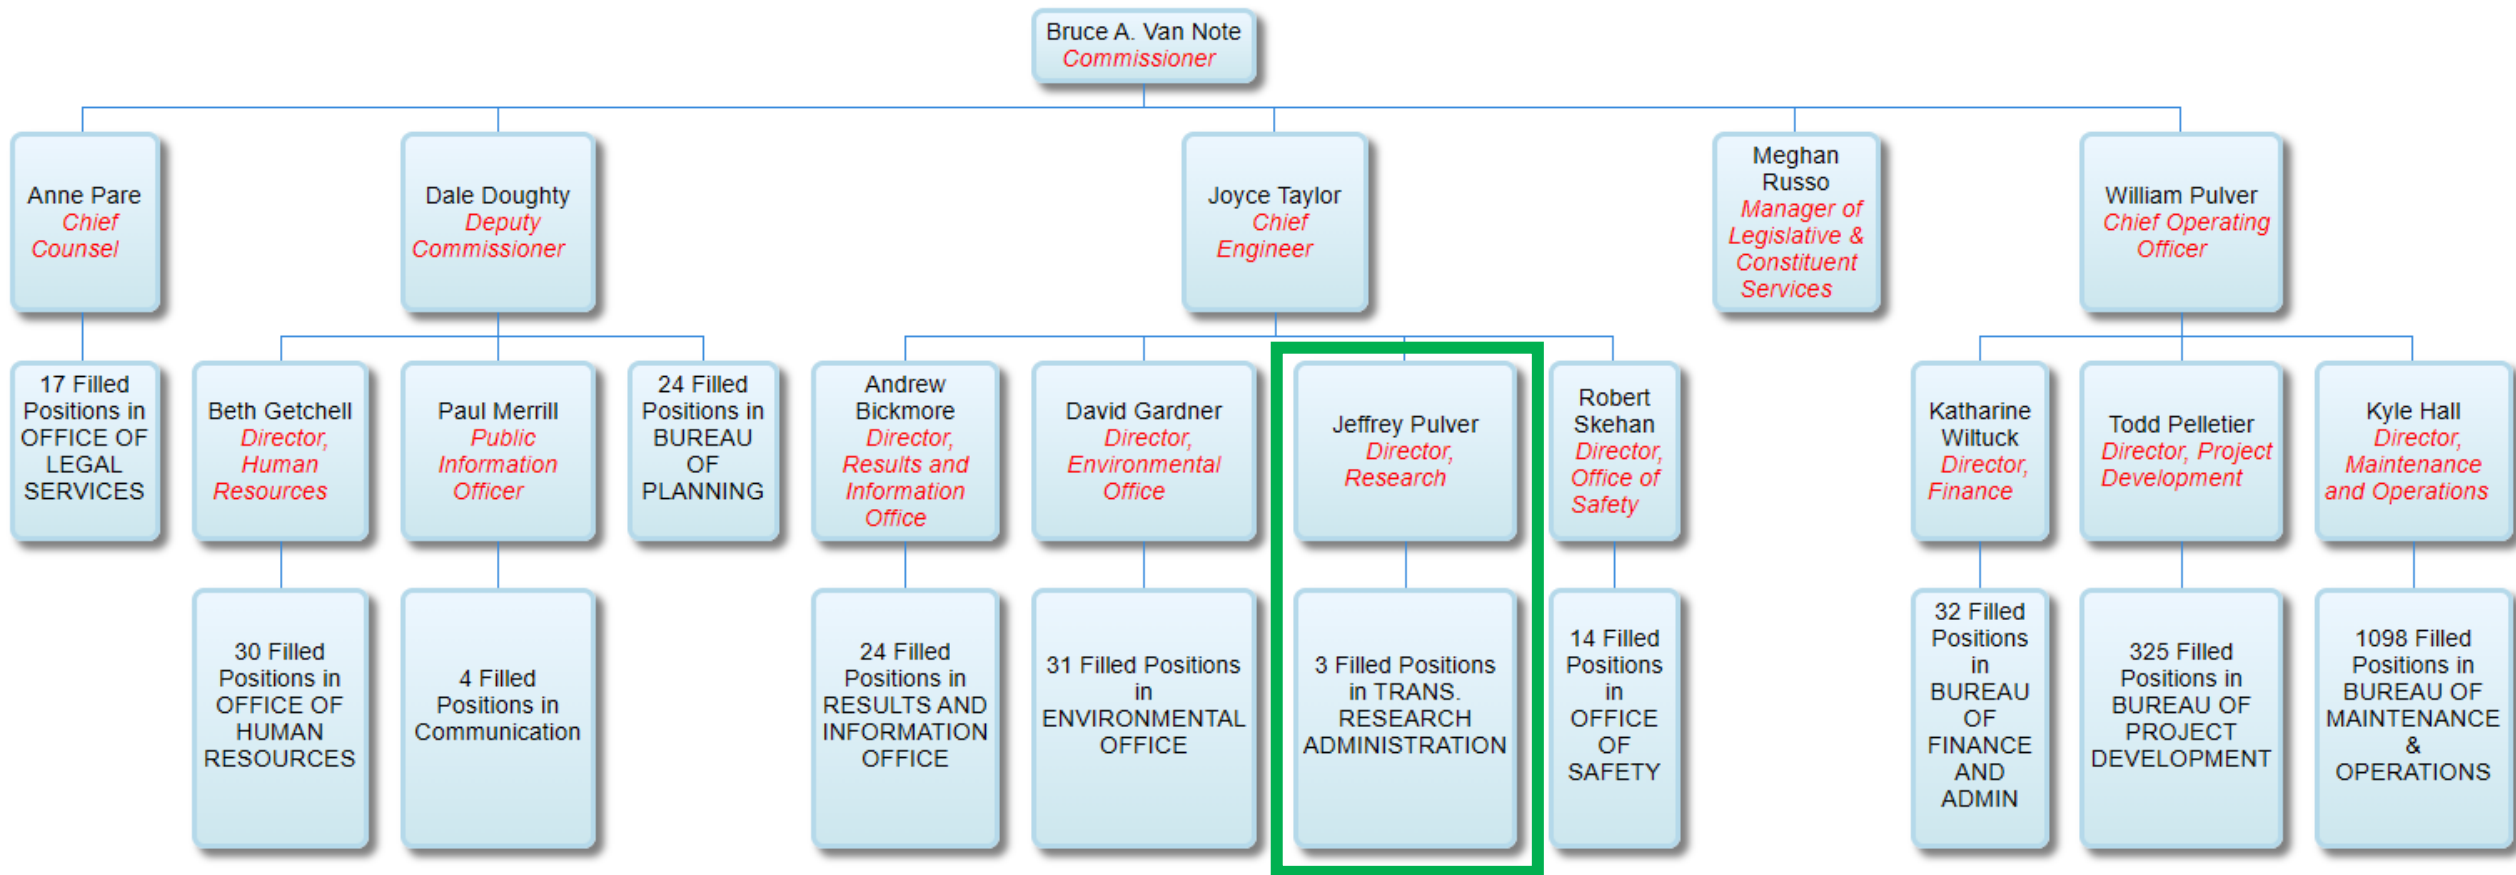 Bruce A. Van Note
Commissioner
Anne Pare
Chief
Counsel
Dale Doughty
Deputy
Commissioner
Joyce Taylor
Chief
Engineer
Meghan
Russo
Manager of
Legislative &
Constituent
Services
William Pulver
Chief Operating
Officer
17 Filled
Positions in
OFFICE OF
LEGAL
SERVICES
Beth Getchell
Director,
Human
Resources
Paul Merrill
Public
Information
Officer
24 Filled
Positions in
BUREAU
OF
PLANNING
Andrew
Bickmore
Director,
Results and
Information
Office
David Gardner
Director,
Environmental
Office
Jeffrey Pulver
Director,
Research
Robert
Skehan
Director,
Office of
Safety
Katharine
Wiltuck
Director,
Finance
Todd Pelletier
Director, Project
Development
Kyle Hall
Director,
Maintenance
and Operations
30 Filled
Positions in
OFFICE OF
HUMAN
RESOURCES
4 Filled
Positions in
Communication
24 Filled
Positions in
RESULTS AND
INFORMATION
OFFICE
31 Filled Positions
in
ENVIRONMENTAL
OFFICE
3 Filled Positions
in TRANS.
RESEARCH
ADMINISTRATION
14 Filled
Positions
in
OFFICE
OF
SAFETY
32 Filled
Positions
in
BUREAU
OF
FINANCE
AND
ADMIN
325 Filled
Positions in
BUREAU OF
PROJECT
DEVELOPMENT
1098 Filled
Positions in
BUREAU OF
MAINTENANCE
&
OPERATIONS